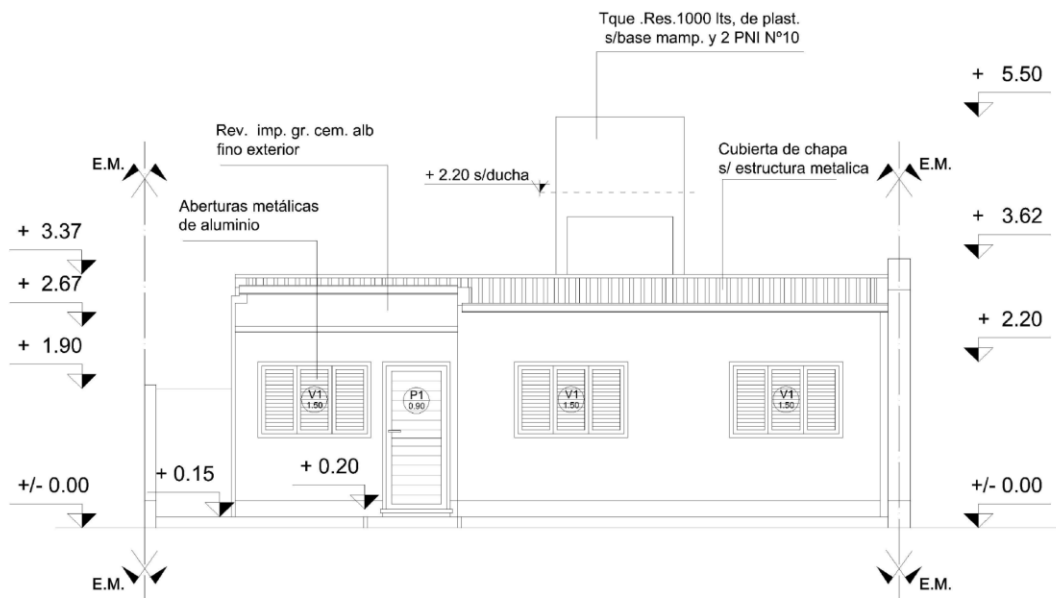 Tque .Res.1000 lts, de plast.
s/base mamp. y 2 PNI Nº10
+ 5.50
Rev. imp. gr. cem. alb
fino exterior
Cubierta de chapa
s/ estructura metalica
E.M.
E.M.
+ 2.20 s/ducha
Aberturas metálicas
de aluminio
+ 3.37
+ 3.62
+ 2.67
+ 2.20
+ 1.90
V1
1.50
P1
0.90
V1
1.50
V1
1.50
+ 0.15
+ 0.20
+/- 0.00
+/- 0.00
E.M.
E.M.